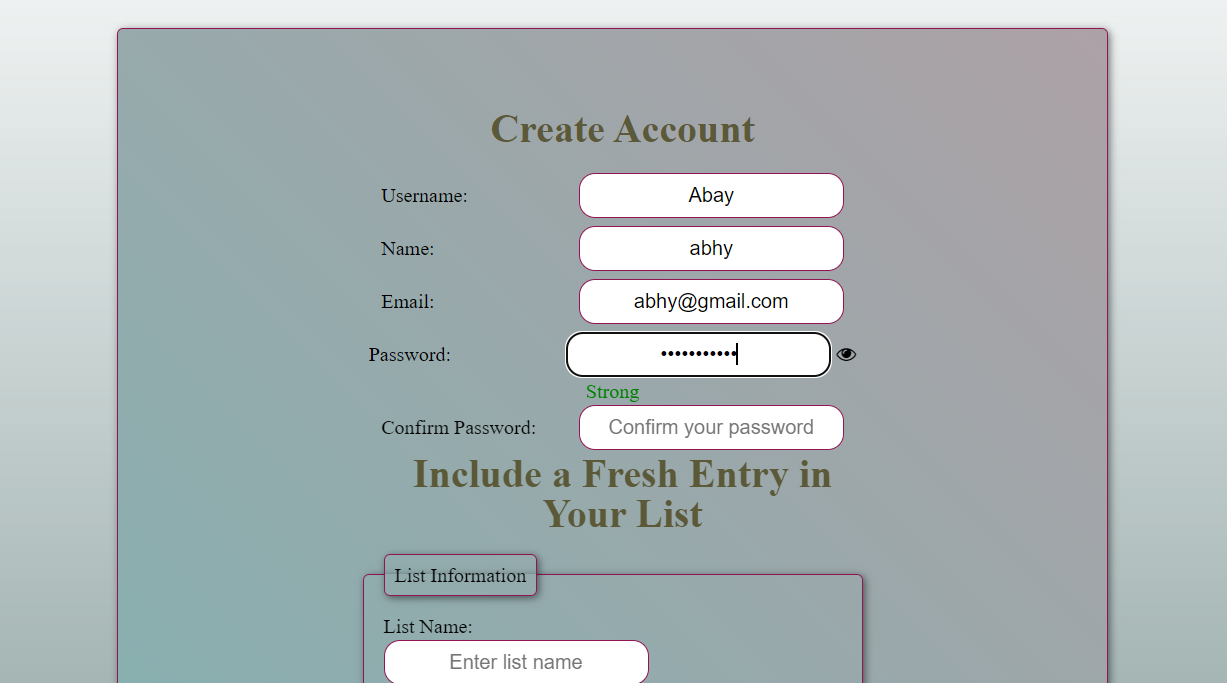 Create Account
Username: Abay
Name: abhy
Email: abhy@gmail.com
Password: •••••••••••
Strong
Confirm Password: Confirm your password
Include a Fresh Entry in
Your List
List Information
List Name:
Enter list name